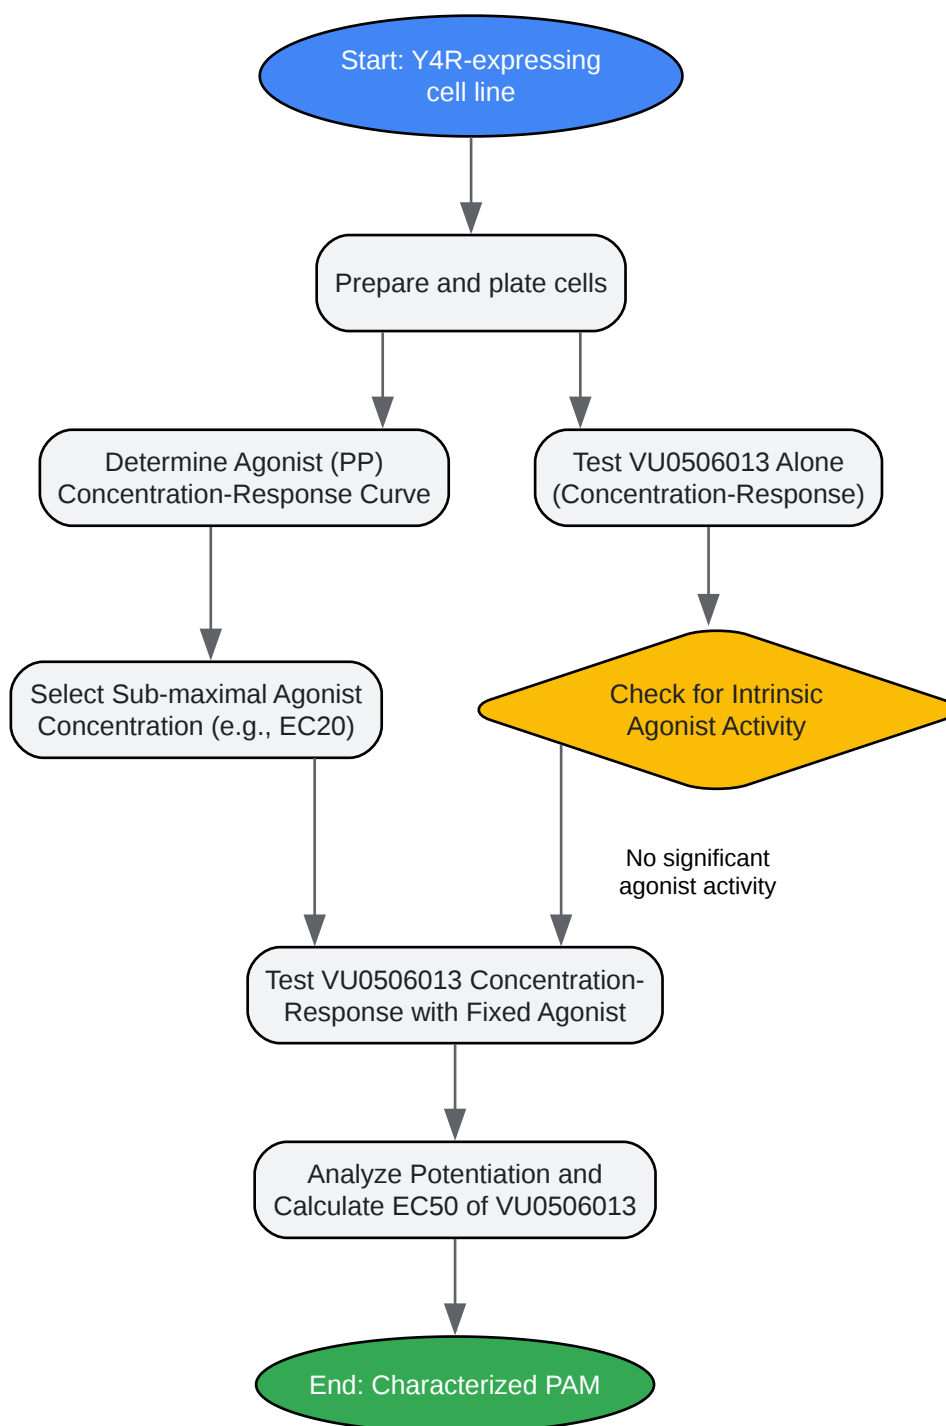 Start: Y4R-expressing
cell line
Prepare and plate cells
Determine Agonist (PP)
Concentration-Response Curve
Test VU0506013 Alone
(Concentration-Response)
Select Sub-maximal Agonist
Concentration (e.g., EC20)
Check for Intrinsic
Agonist Activity
No significant
agonist activity
Test VU0506013 Concentration-
Response with Fixed Agonist
Analyze Potentiation and
Calculate EC50 of VU0506013
End: Characterized PAM